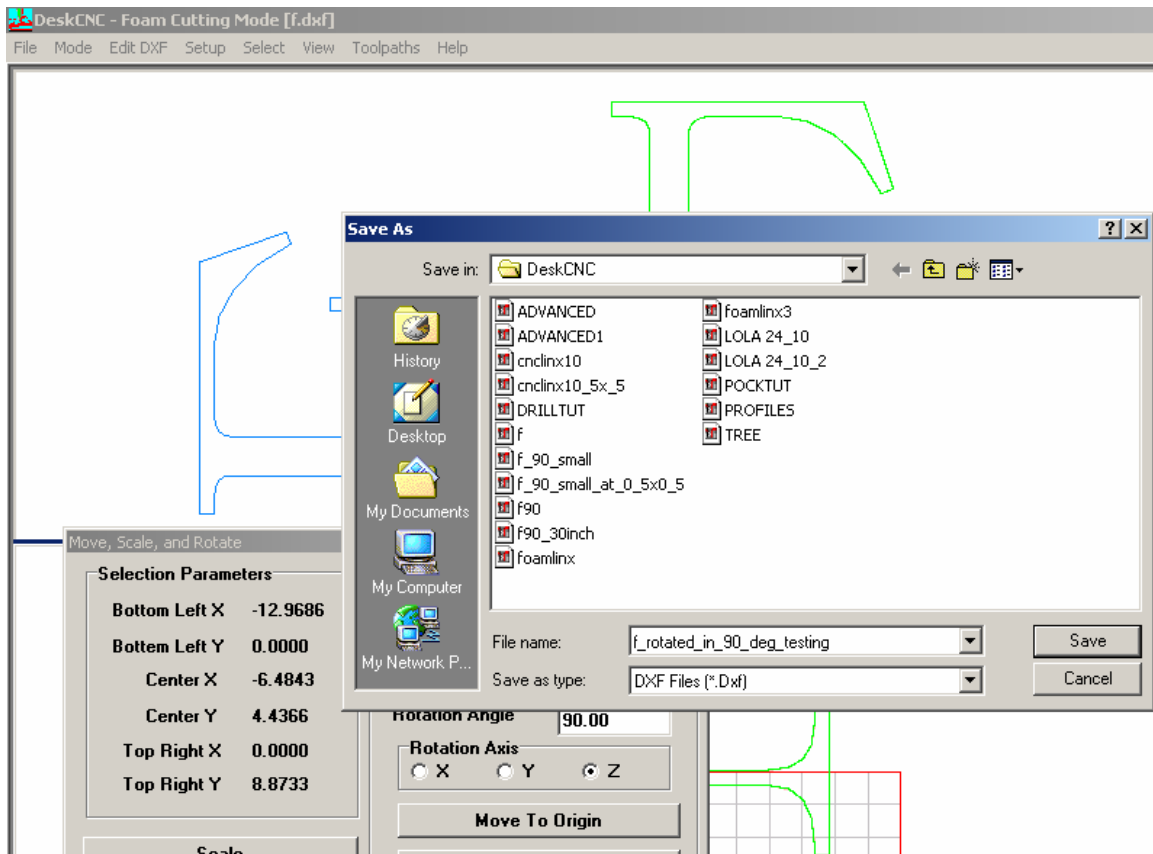 DeskCNC - Foam Cutting Mode [f.dxf]
File Mode Edit DXF Setup Select View Toolpaths Help
Save As
Save in: DeskCNC
History
Desktop
My Documents
My Computer
My Network P...
ADVANCED
ADVANCED1
cnclinx10
cnclinx10_5x_5
DRILLTUT
f
f_90_small
f_90_small_at_0_5x0_5
f90
f90_30inch
foamlinx
foamlinx3
LOLA 24_10
LOLA 24_10_2
POCKTUT
PROFILES
TREE
File name: f_rotated_in_90_deg_testing Save
Save as type: DXF Files (*.Dxf) Cancel
Move, Scale, and Rotate
Selection Parameters
Bottom Left X -12.9686
Bottem Left Y 0.0000
Center X -6.4843
Center Y 4.4366
Top Right X 0.0000
Top Right Y 8.8733
Scale
Rotation Angle 90.00
Rotation Axis
X Y Z
Move To Origin